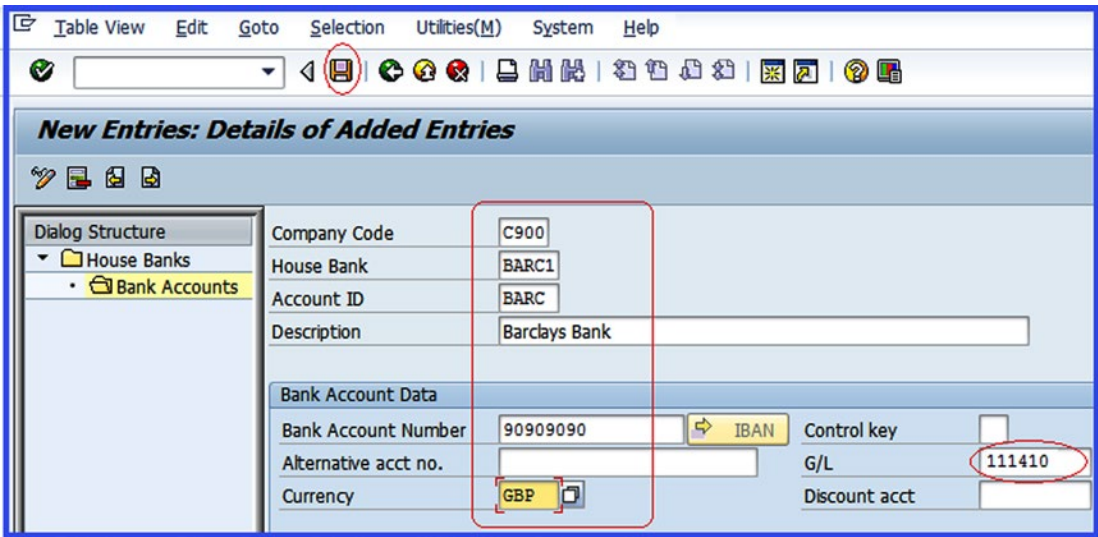 Table View Edit Goto Selection Utilities(M) System Help
New Entries: Details of Added Entries
Dialog Structure
House Banks
Bank Accounts
Company Code C900
House Bank BARC1
Account ID BARC
Description Barclays Bank
Bank Account Data
Bank Account Number 90909090 IBAN Control key
Alternative acct no. G/L 111410
Currency GBP Discount acct